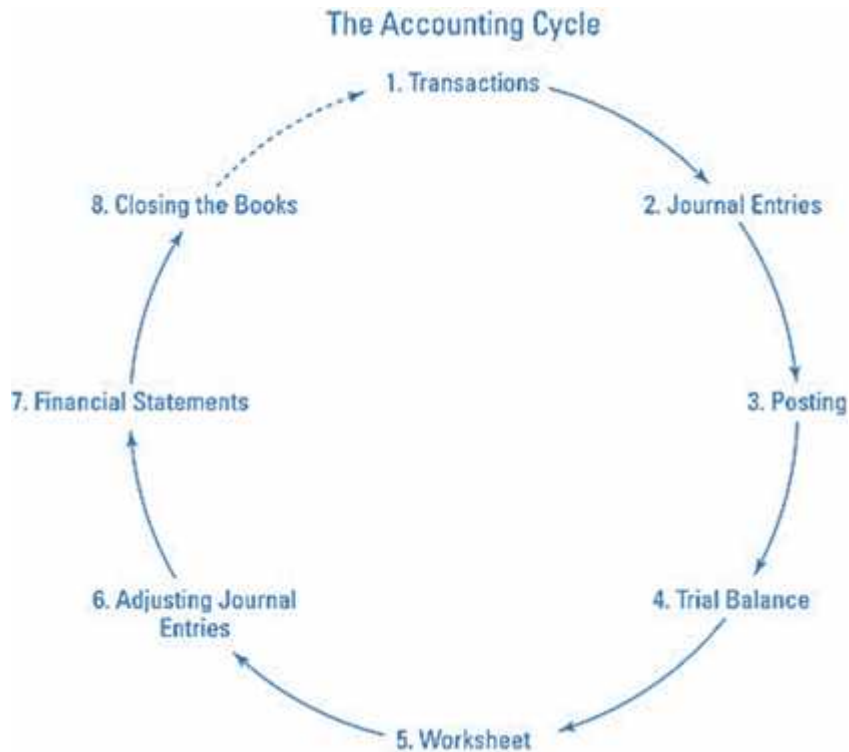 The Accounting Cycle
1. Transactions
2. Journal Entries
3. Posting
4. Trial Balance
5. Worksheet
6. Adjusting Journal
Entries
7. Financial Statements
8. Closing the Books